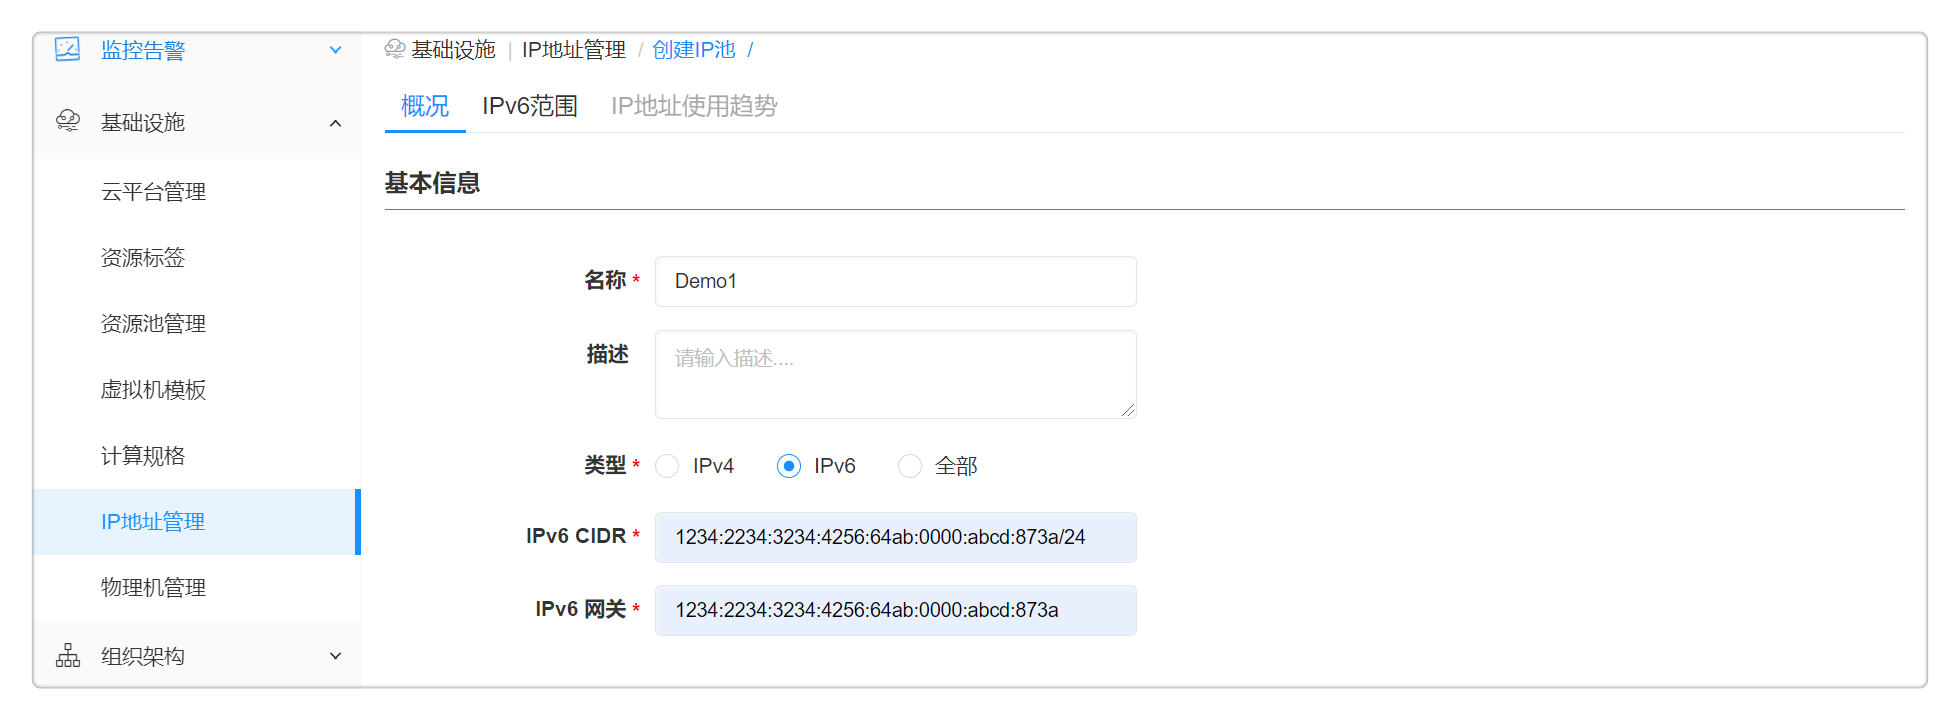 监控告警
基础设施
云平台管理
资源标签
资源池管理
虚拟机模板
计算规格
IP地址管理
物理机管理
组织架构
基础设施 | IP地址管理 / 创建IP池 /
概况 IPv6范围 IP地址使用趋势
基本信息
名称 * Demo1
描述 请输入描述....
类型 * IPv4 IPv6 全部
IPv6 CIDR * 1234:2234:3234:4256:64ab:0000:abcd:873a/24
IPv6 网关 * 1234:2234:3234:4256:64ab:0000:abcd:873a